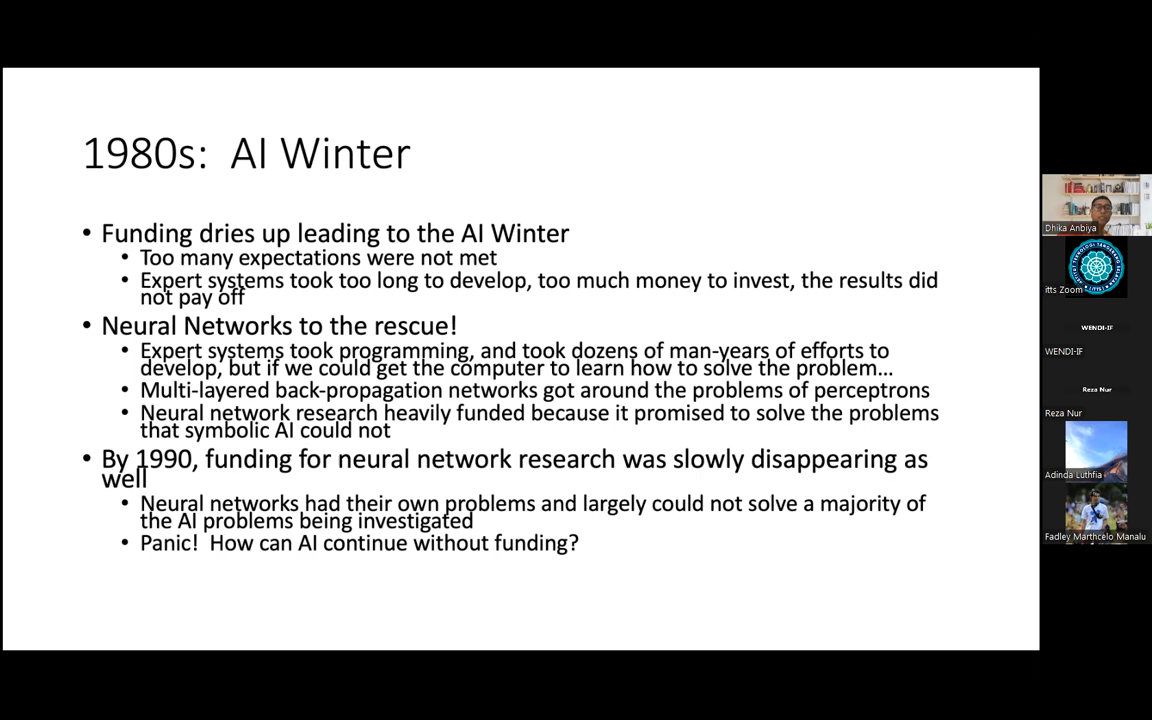 1980s: AI Winter
• Funding dries up leading to the AI Winter
• Too many expectations were not met
• Expert systems took too long to develop, too much money to invest, the results did
not pay off
• Neural Networks to the rescue!
• Expert systems took programming, and took dozens of man-years of efforts to
develop, but if we could get the computer to learn how to solve the problem…
• Multi-layered back-propagation networks got around the problems of perceptrons
• Neural network research heavily funded because it promised to solve the problems
that symbolic AI could not
• By 1990, funding for neural network research was slowly disappearing as
well
• Neural networks had their own problems and largely could not solve a majority of
the AI problems being investigated
• Panic! How can AI continue without funding?
Dhika Anbiya
itts Zoom
WENDI-IF
WENDI-IF
Reza Nur
Reza Nur
Adinda Luthfia
Fadley Marthcelo Manalu